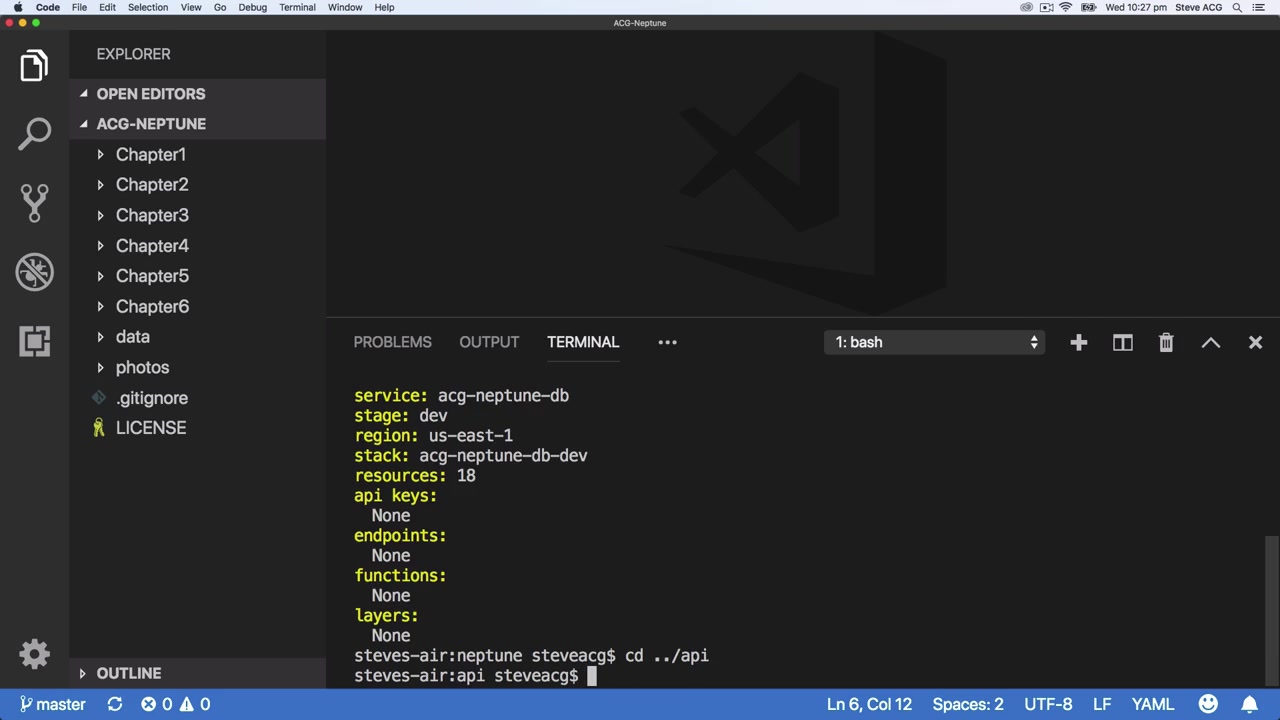 Code File Edit Selection View Go Debug Terminal Window Help Wed 10:27 pm Steve ACG
ACG-Neptune
EXPLORER
OPEN EDITORS
ACG-NEPTUNE
Chapter1
Chapter2
Chapter3
Chapter4
Chapter5
Chapter6
data
photos
.gitignore
LICENSE
OUTLINE
PROBLEMS OUTPUT TERMINAL ••• 1: bash
service: acg-neptune-db
stage: dev
region: us-east-1
stack: acg-neptune-db-dev
resources: 18
api keys:
None
endpoints:
None
functions:
None
layers:
None
steves-air:neptune steveacg$ cd ../api
steves-air:api steveacg$
master 0 0 Ln 6, Col 12 Spaces: 2 UTF-8 LF YAML